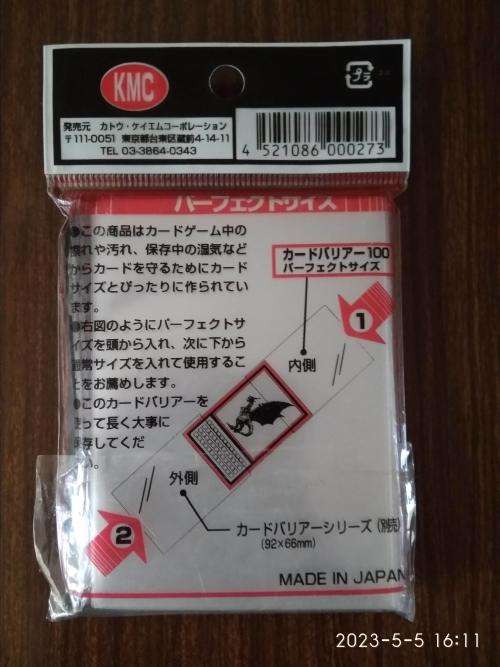 KMC
プラ
発売元 カトウ・ケイエムコーポレーション
〒111-0051 東京都台東区蔵前4-14-11
TEL 03-3864-0343
4 521086 000273
パーフェクトサイズ
●この商品はカードゲーム中の
汚れや汚れ、保存中の湿気など
からカードを守るためにカード
サイズとぴったりに作られてい
ます。
●右図のようにパーフェクトサ
イズを頭から入れ、次に下から
通常サイズを入れて使用するこ
とをお薦めします。
●このカードバリアーを
使って長く大事に
保存してくだ
い。
カードバリアー100
パーフェクトサイズ
1
内側
外側
2
カードバリアーシリーズ(別売)
(92×66mm)
MADE IN JAPAN
2023-5-5 16:11